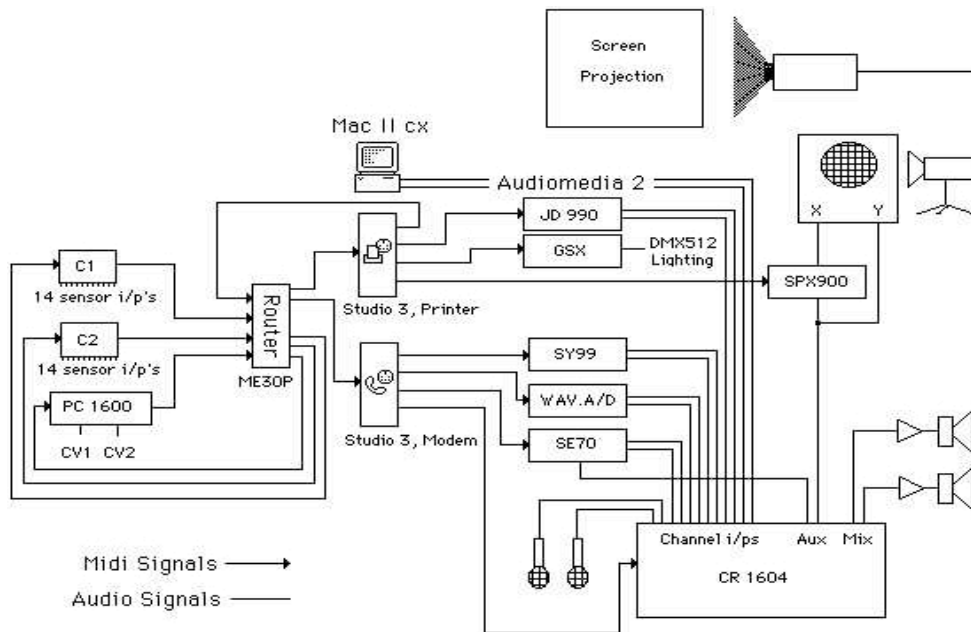 Screen
Projection
Mac II cx
Audiomedia 2
X Y
JD 990
GSX
DMX512
Lighting
C1
14 sensor i/p's
Router
SPX900
Studio 3, Printer
C2
14 sensor i/p's
ME30P
SY99
PC 1600
WAV.A/D
CV1 CV2
Studio 3, Modem
SE70
Channel i/ps Aux Mix
CR 1604
Midi Signals
Audio Signals